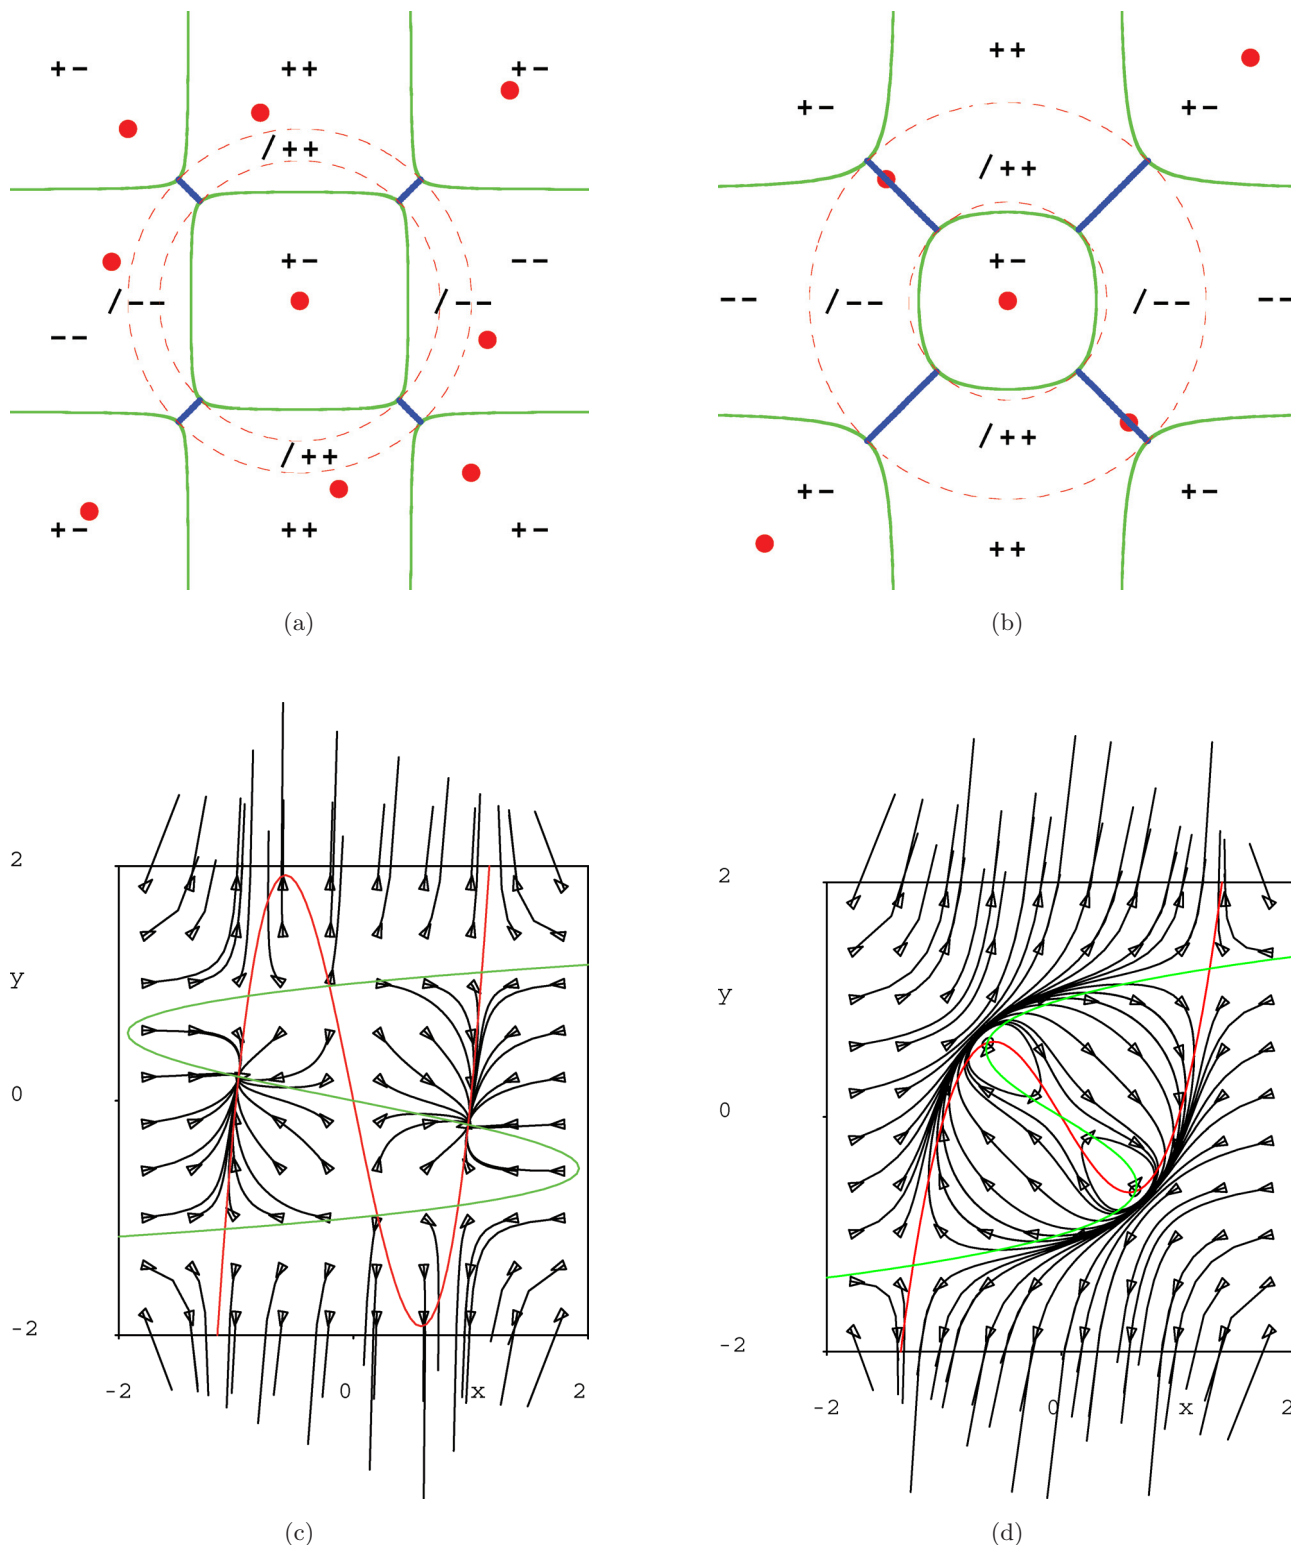 +- ++ +-
/++
+-
--
/-- /--
--
/++
+- ++ +-
(a)
++
+- +-
/++
+-
-- /-- /-- --
/++
+- +-
++
(b)
2
y
0
-2
-2 0 x 2
(c)
2
y
0
-2
-2 0 x 2
(d)